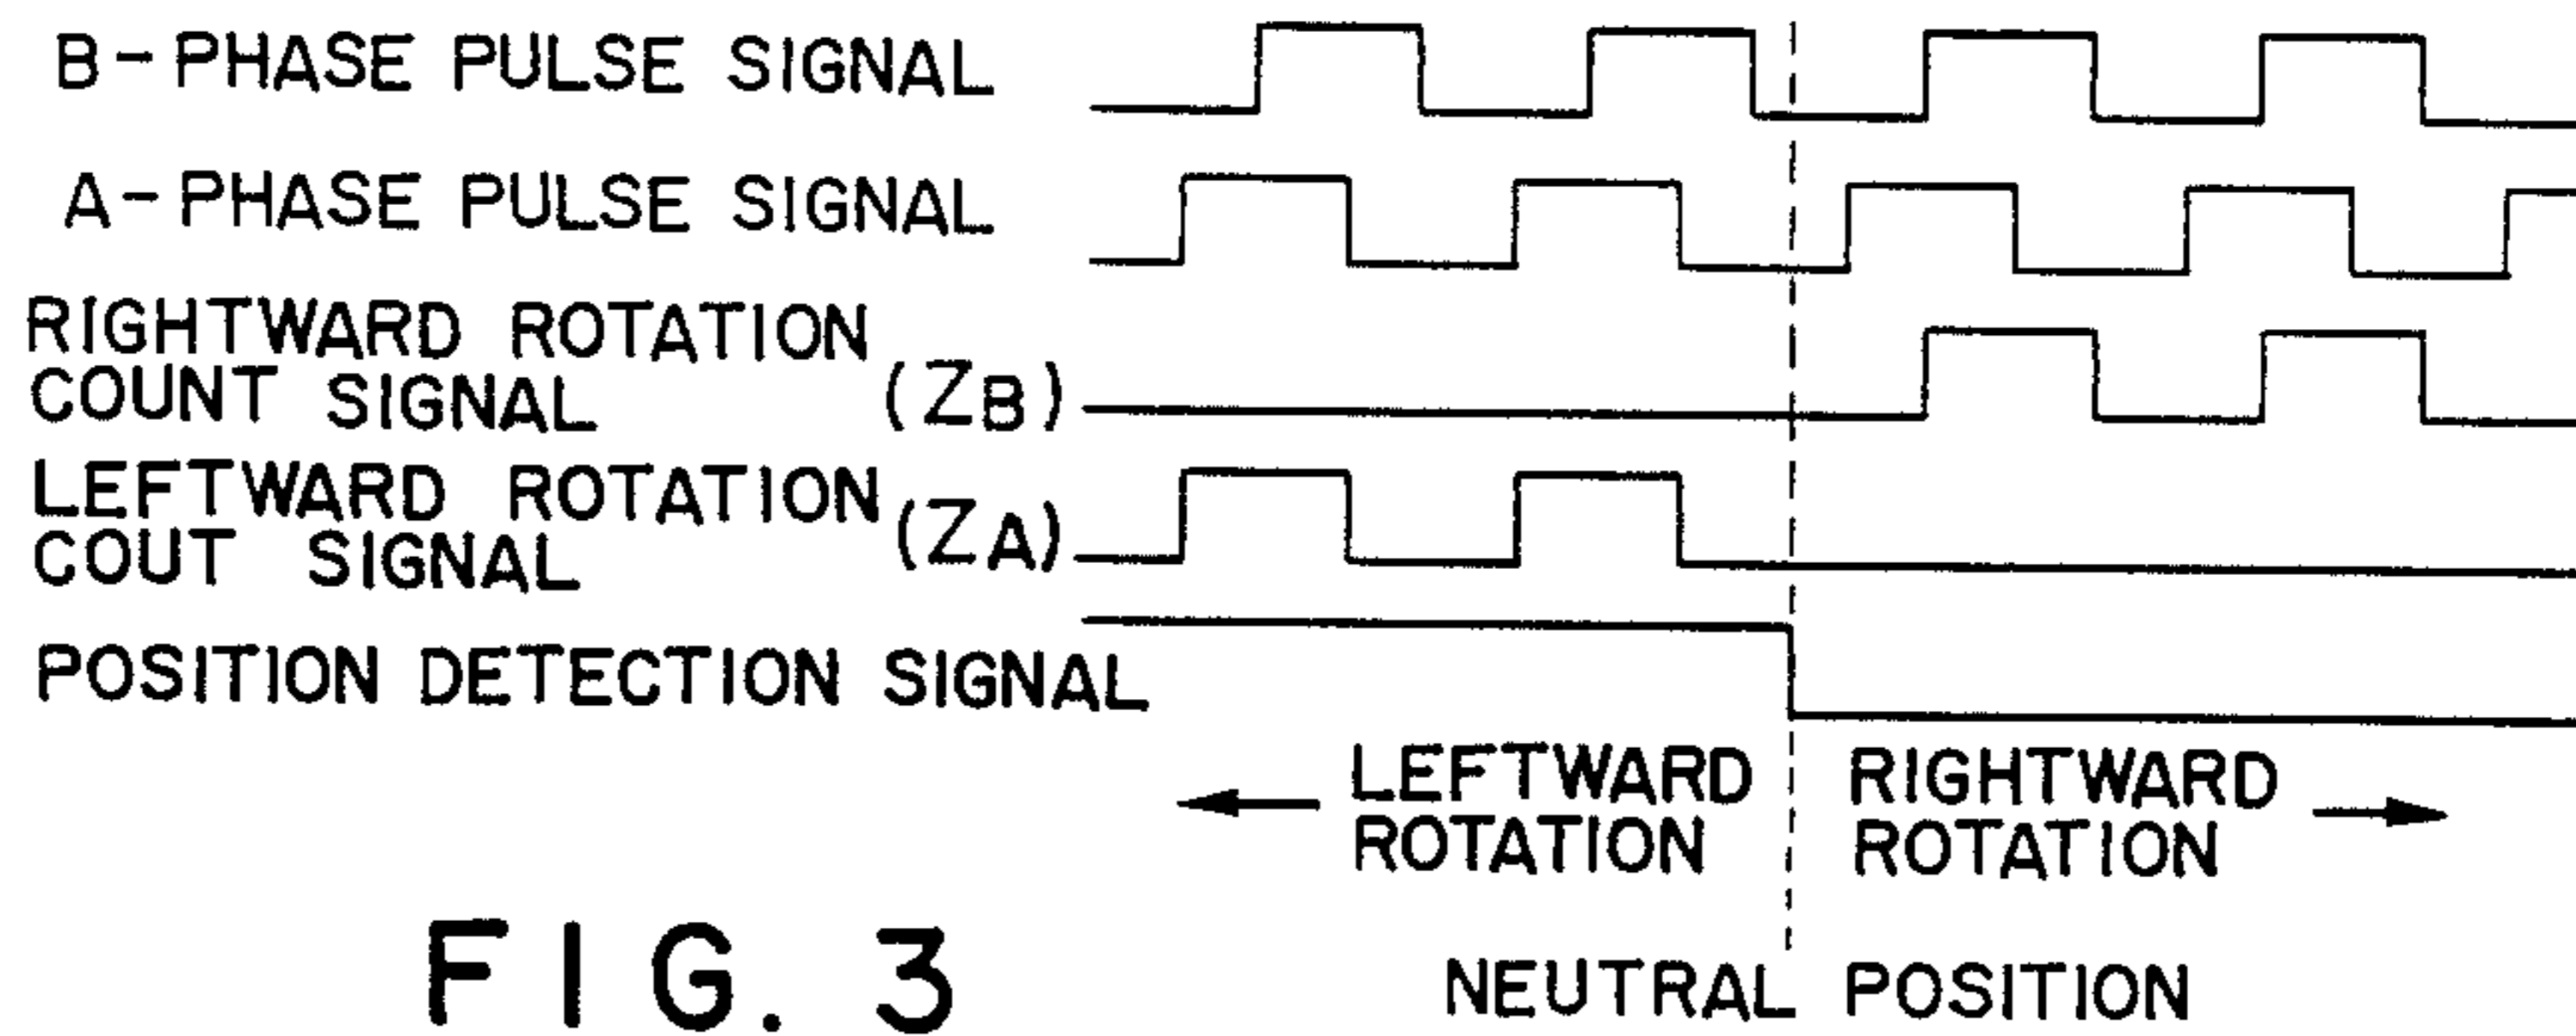 B-PHASE PULSE SIGNAL
A-PHASE PULSE SIGNAL
RIGHTWARD ROTATION
COUNT SIGNAL (ZB)
LEFTWARD ROTATION
COUT SIGNAL (ZA)
POSITION DETECTION SIGNAL
LEFTWARD
ROTATION
RIGHTWARD
ROTATION
NEUTRAL POSITION
FIG. 3